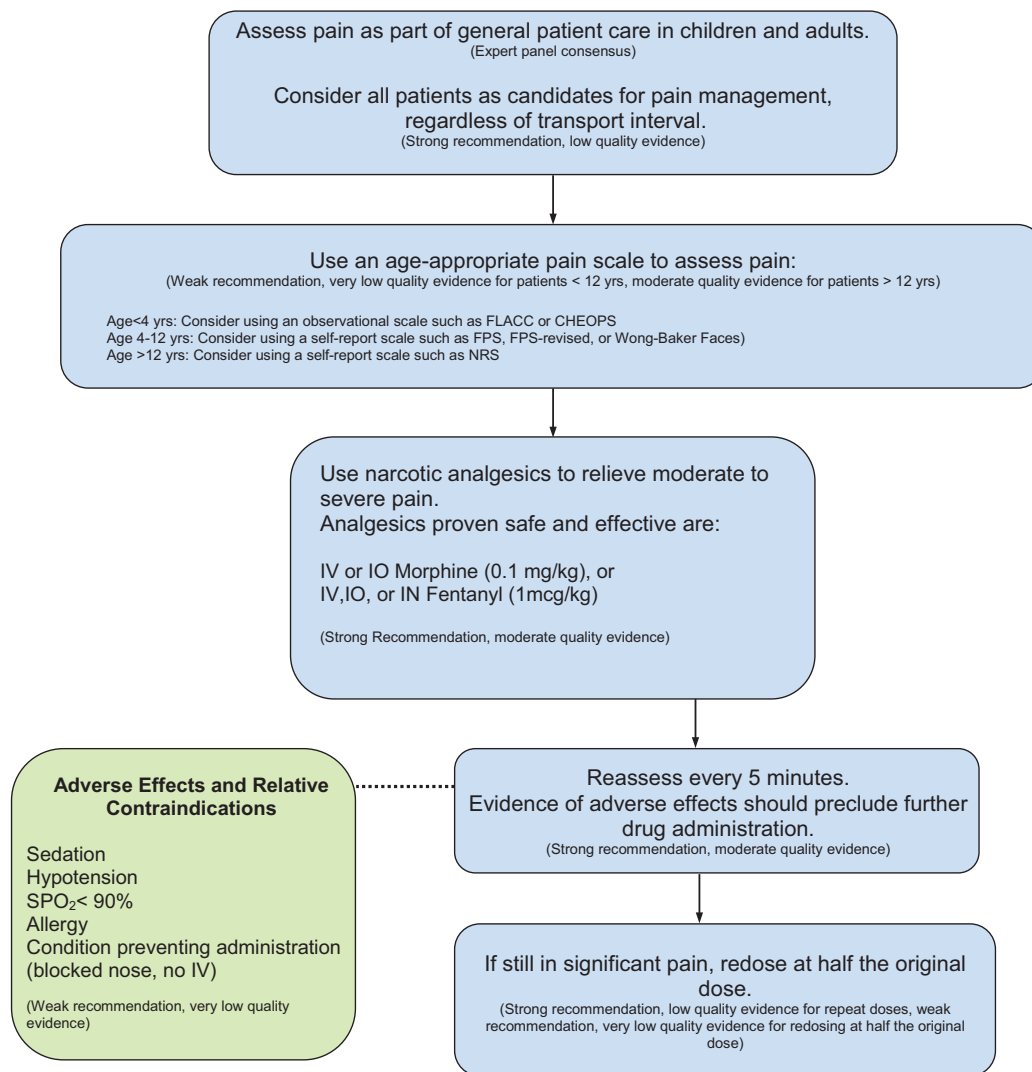 Assess pain as part of general patient care in children and adults.
(Expert panel consensus)
Consider all patients as candidates for pain management,
regardless of transport interval.
(Strong recommendation, low quality evidence)
Use an age-appropriate pain scale to assess pain:
(Weak recommendation, very low quality evidence for patients < 12 yrs, moderate quality evidence for patients > 12 yrs)
Age<4 yrs: Consider using an observational scale such as FLACC or CHEOPS
Age 4-12 yrs: Consider using a self-report scale such as FPS, FPS-revised, or Wong-Baker Faces)
Age >12 yrs: Consider using a self-report scale such as NRS
Use narcotic analgesics to relieve moderate to
severe pain.
Analgesics proven safe and effective are:
IV or IO Morphine (0.1 mg/kg), or
IV,IO, or IN Fentanyl (1mcg/kg)
(Strong Recommendation, moderate quality evidence)
Reassess every 5 minutes.
Evidence of adverse effects should preclude further
drug administration.
(Strong recommendation, moderate quality evidence)
Adverse Effects and Relative
Contraindications
Sedation
Hypotension
SPO₂< 90%
Allergy
Condition preventing administration
(blocked nose, no IV)
(Weak recommendation, very low quality
evidence)
If still in significant pain, redose at half the original
dose.
(Strong recommendation, low quality evidence for repeat doses, weak
recommendation, very low quality evidence for redosing at half the original
dose)